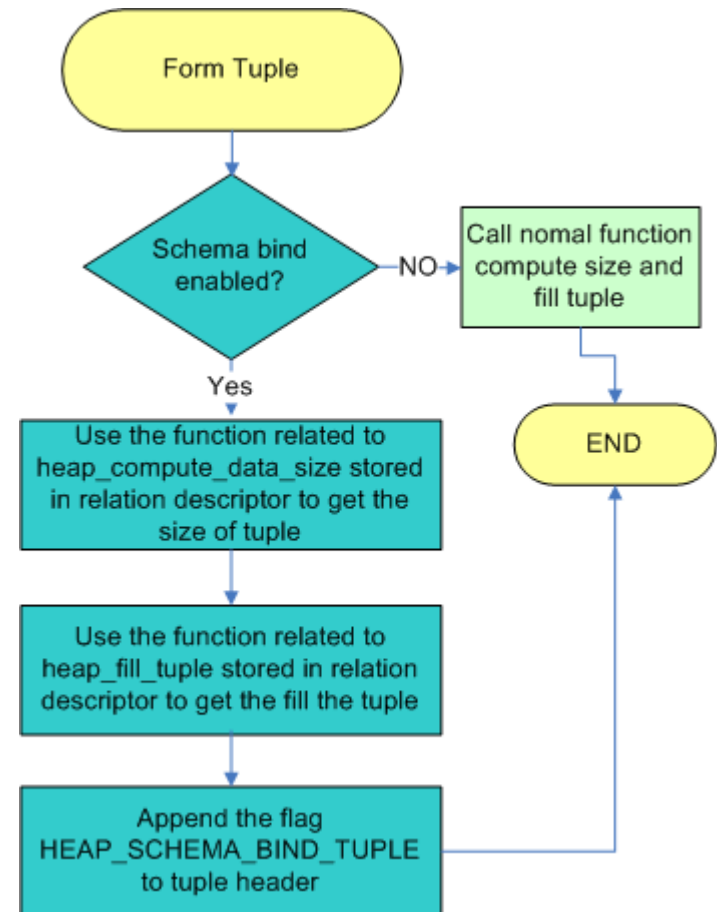 Form Tuple
Schema bind
enabled?
NO
Call nomal function
compute size and
fill tuple
Yes
Use the function related to
heap_compute_data_size stored
in relation descriptor to get the
size of tuple
END
Use the function related to
heap_fill_tuple stored in relation
descriptor to get the fill the tuple
Append the flag
HEAP_SCHEMA_BIND_TUPLE
to tuple header